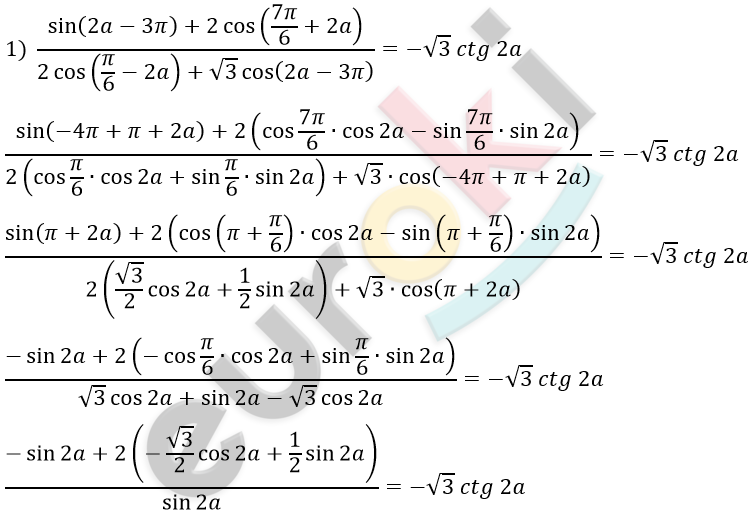 1) (sin(2a − 3π) + 2 cos(7π/6 + 2a)) / (2 cos(π/6 − 2a) + √3 cos(2a − 3π)) = −√3 ctg 2a
(sin(−4π + π + 2a) + 2(cos 7π/6 · cos 2a − sin 7π/6 · sin 2a)) / (2(cos π/6 · cos 2a + sin π/6 · sin 2a) + √3 · cos(−4π + π + 2a)) = −√3 ctg 2a
(sin(π + 2a) + 2(cos(π + π/6) · cos 2a − sin(π + π/6) · sin 2a)) / (2(√3/2 cos 2a + 1/2 sin 2a) + √3 · cos(π + 2a)) = −√3 ctg 2a
(− sin 2a + 2(− cos π/6 · cos 2a + sin π/6 · sin 2a)) / (√3 cos 2a + sin 2a − √3 cos 2a) = −√3 ctg 2a
(− sin 2a + 2(−√3/2 cos 2a + 1/2 sin 2a)) / (sin 2a) = −√3 ctg 2a
euroki